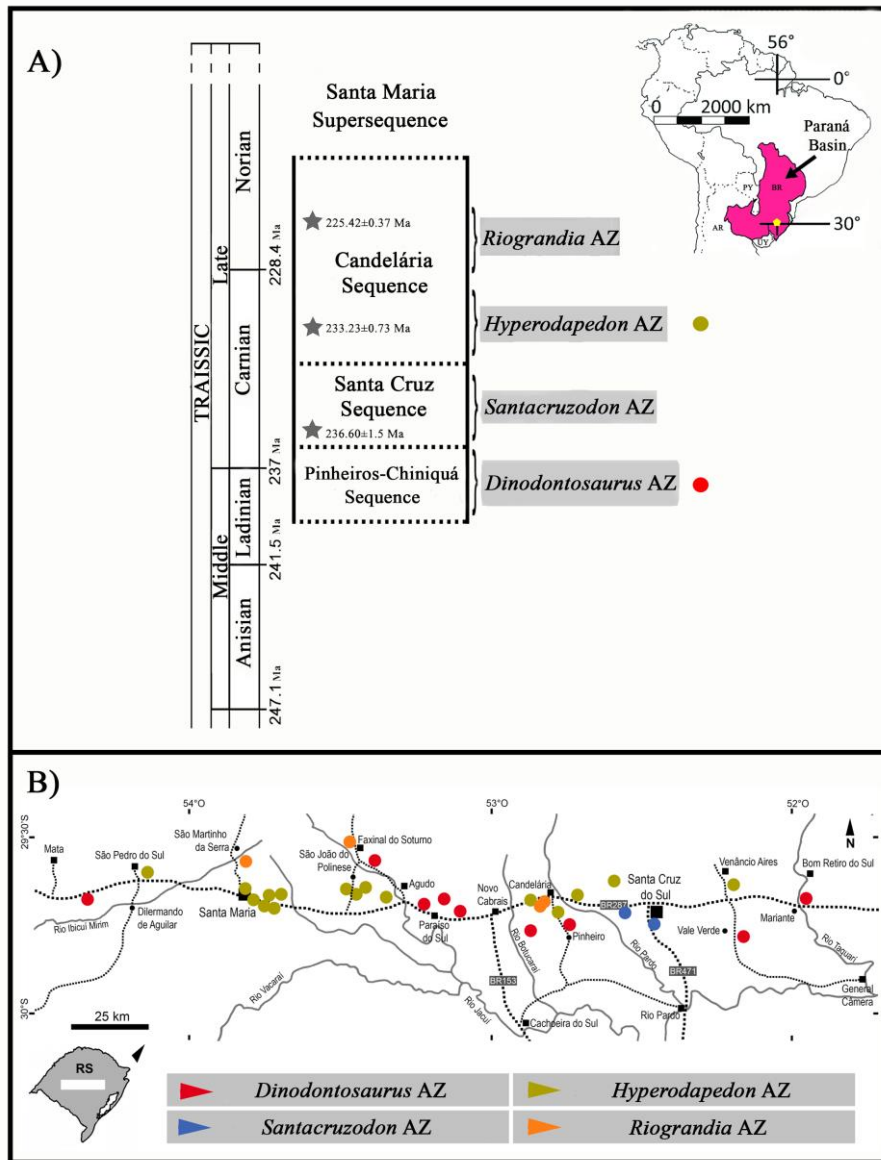 A)
Santa Maria
Supersequence
TRAISSIC
Late
Middle
Norian
Carnian
Ladinian
Anisian
228.4 Ma
237 Ma
241.5 Ma
247.1 Ma
225.42±0.37 Ma
Candelária
Sequence
233.23±0.73 Ma
Santa Cruz
Sequence
236.60±1.5 Ma
Pinheiros-Chiniquá
Sequence
Riograndia AZ
Hyperodapedon AZ
Santacruzodon AZ
Dinodontosaurus AZ
56°
0°
0 2000 km
Paraná
Basin
PY
BR
AR
UY
30°
B)
54°O
53°O
52°O
29°30'S
30°S
N
Mata
São Pedro do Sul
São Martinho
da Serra
Dilermando
de Aguilar
Rio Ibicuí Mirim
Santa Maria
Rio Vacaraí
Faxinal do Soturno
São João do
Polinese
Agudo
Paraíso
do Sul
Rio Jacuí
Novo
Cabrais
BR153
Rio Botucaraí
Candelária
Pinheiro
Cachoeira do Sul
BR287
Rio Pardo
Santa Cruz
do Sul
BR471
Rio Pardo
Venâncio Aires
Vale Verde
Mariante
Bom Retiro do Sul
Rio Taquari
General
Câmera
25 km
RS
Dinodontosaurus AZ
Hyperodapedon AZ
Santacruzodon AZ
Riograndia AZ